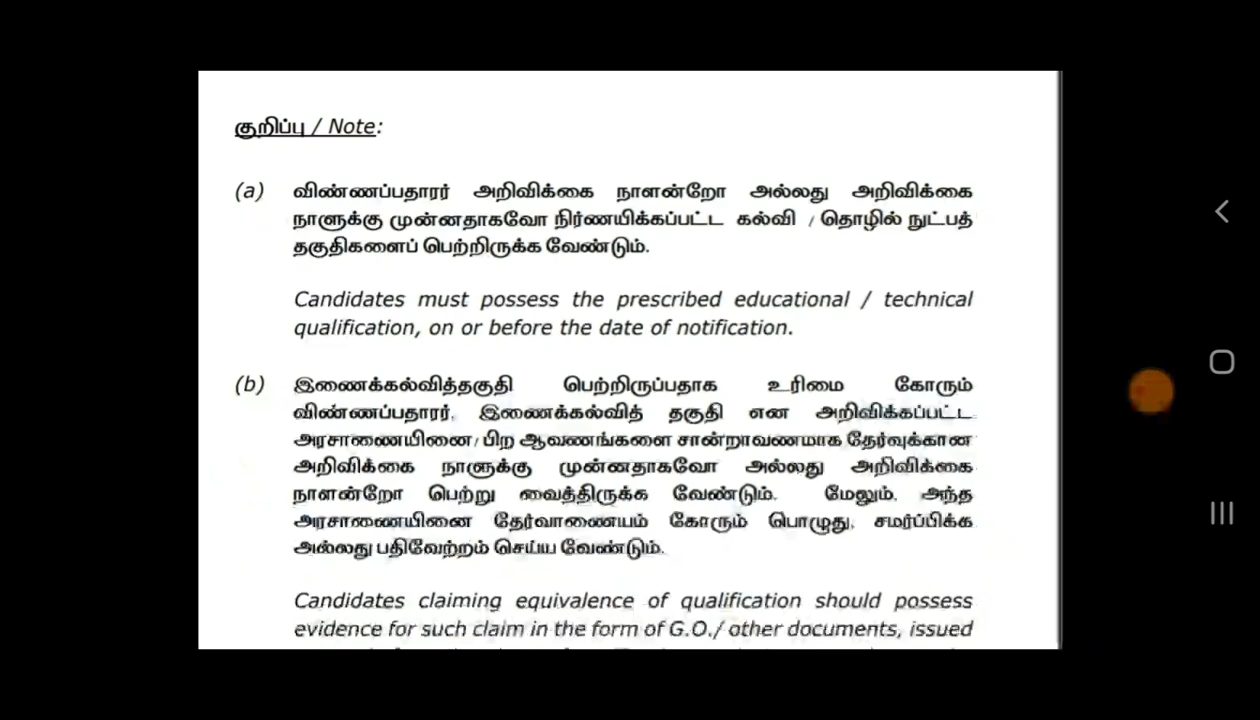 குறிப்பு / Note:
(a) விண்ணப்பதாரர் அறிவிக்கை நாளன்றோ அல்லது அறிவிக்கை
நாளுக்கு முன்னதாகவோ நிர்ணயிக்கப்பட்ட கல்வி / தொழில் நுட்பத்
தகுதிகளைப் பெற்றிருக்க வேண்டும்.
Candidates must possess the prescribed educational / technical
qualification, on or before the date of notification.
(b) இணைக்கல்வித்தகுதி பெற்றிருப்பதாக உரிமை கோரும்
விண்ணப்பதாரர், இணைக்கல்வித் தகுதி என அறிவிக்கப்பட்ட
அரசாணையினை/ பிற ஆவணங்களை சான்றாவணமாக தேர்வுக்கான
அறிவிக்கை நாளுக்கு முன்னதாகவோ அல்லது அறிவிக்கை
நாளன்றோ பெற்று வைத்திருக்க வேண்டும். மேலும், அந்த
அரசாணையினை தேர்வாணையம் கோரும் பொழுது, சமர்ப்பிக்க
அல்லது பதிவேற்றம் செய்ய வேண்டும்.
Candidates claiming equivalence of qualification should possess
evidence for such claim in the form of G.O./ other documents, issued